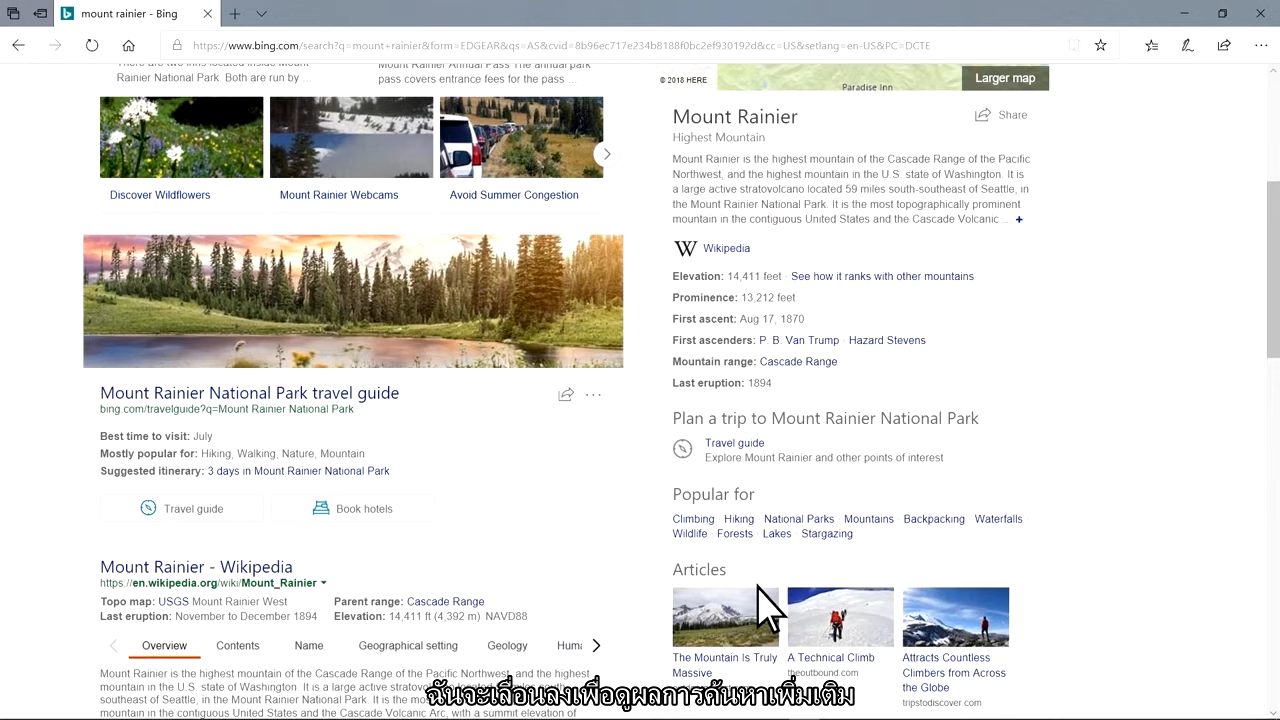 mount rainier - Bing
https://www.bing.com/search?q=mount+rainier&form=EDGEAR&qs=AS&cvid=8b96ec717e234b8188f0bc2ef930192d&cc=US&setlang=en-US&PC=DCTE
There are two inns located inside Mount
Rainier National Park. Both are run by ...
Mount Rainier Annual Pass The annual park
pass covers entrance fees for the pass ...
Discover Wildflowers
Mount Rainier Webcams
Avoid Summer Congestion
Mount Rainier National Park travel guide
bing.com/travelguide?q=Mount Rainier National Park
Best time to visit: July
Mostly popular for: Hiking, Walking, Nature, Mountain
Suggested itinerary: 3 days in Mount Rainier National Park
Travel guide
Book hotels
Mount Rainier - Wikipedia
https://en.wikipedia.org/wiki/Mount_Rainier
Topo map: USGS Mount Rainier West
Parent range: Cascade Range
Last eruption: November to December 1894
Elevation: 14,411 ft (4,392 m) NAVD88
Overview Contents Name Geographical setting Geology
Mount Rainier is the highest mountain of the Cascade Range of the Pacific Northwest, and the highest
mountain in the U.S. state of Washington. It is a large active
southeast of Seattle, in the Mount Rainier National Park. It is the most
mountain in the contiguous United States and the Cascade Volcanic Arc, with a summit elevation of
© 2018 HERE
Paradise Inn
Larger map
Mount Rainier
Share
Highest Mountain
Mount Rainier is the highest mountain of the Cascade Range of the Pacific
Northwest, and the highest mountain in the U.S. state of Washington. It is
a large active stratovolcano located 59 miles south-southeast of Seattle, in
the Mount Rainier National Park. It is the most topographically prominent
mountain in the contiguous United States and the Cascade Volcanic ... +
W Wikipedia
Elevation: 14,411 feet · See how it ranks with other mountains
Prominence: 13,212 feet
First ascent: Aug 17, 1870
First ascenders: P. B. Van Trump · Hazard Stevens
Mountain range: Cascade Range
Last eruption: 1894
Plan a trip to Mount Rainier National Park
Travel guide
Explore Mount Rainier and other points of interest
Popular for
Climbing · Hiking · National Parks · Mountains · Backpacking · Waterfalls ·
Wildlife · Forests · Lakes · Stargazing
Articles
The Mountain Is Truly
Massive
A Technical Climb
theoutbound.com
Attracts Countless
Climbers from Across
the Globe
tripstodiscover.com
ฉันจะเลื่อนลงเพื่อดูผลการค้นหาเพิ่มเติม